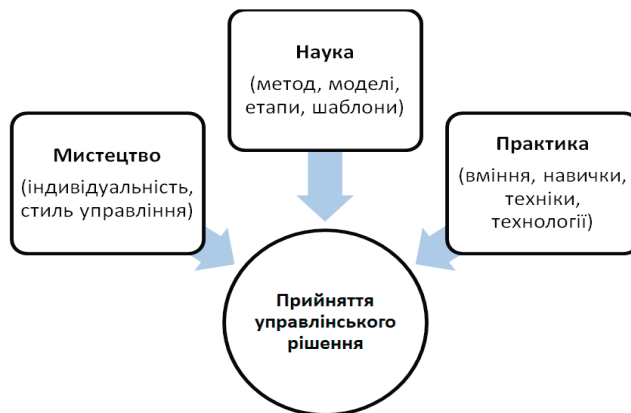 Наука
(метод, моделі,
етапи, шаблони)
Мистецтво
(індивідуальність,
стиль управління)
Практика
(вміння, навички,
техніки,
технології)
Прийняття
управлінського
рішення